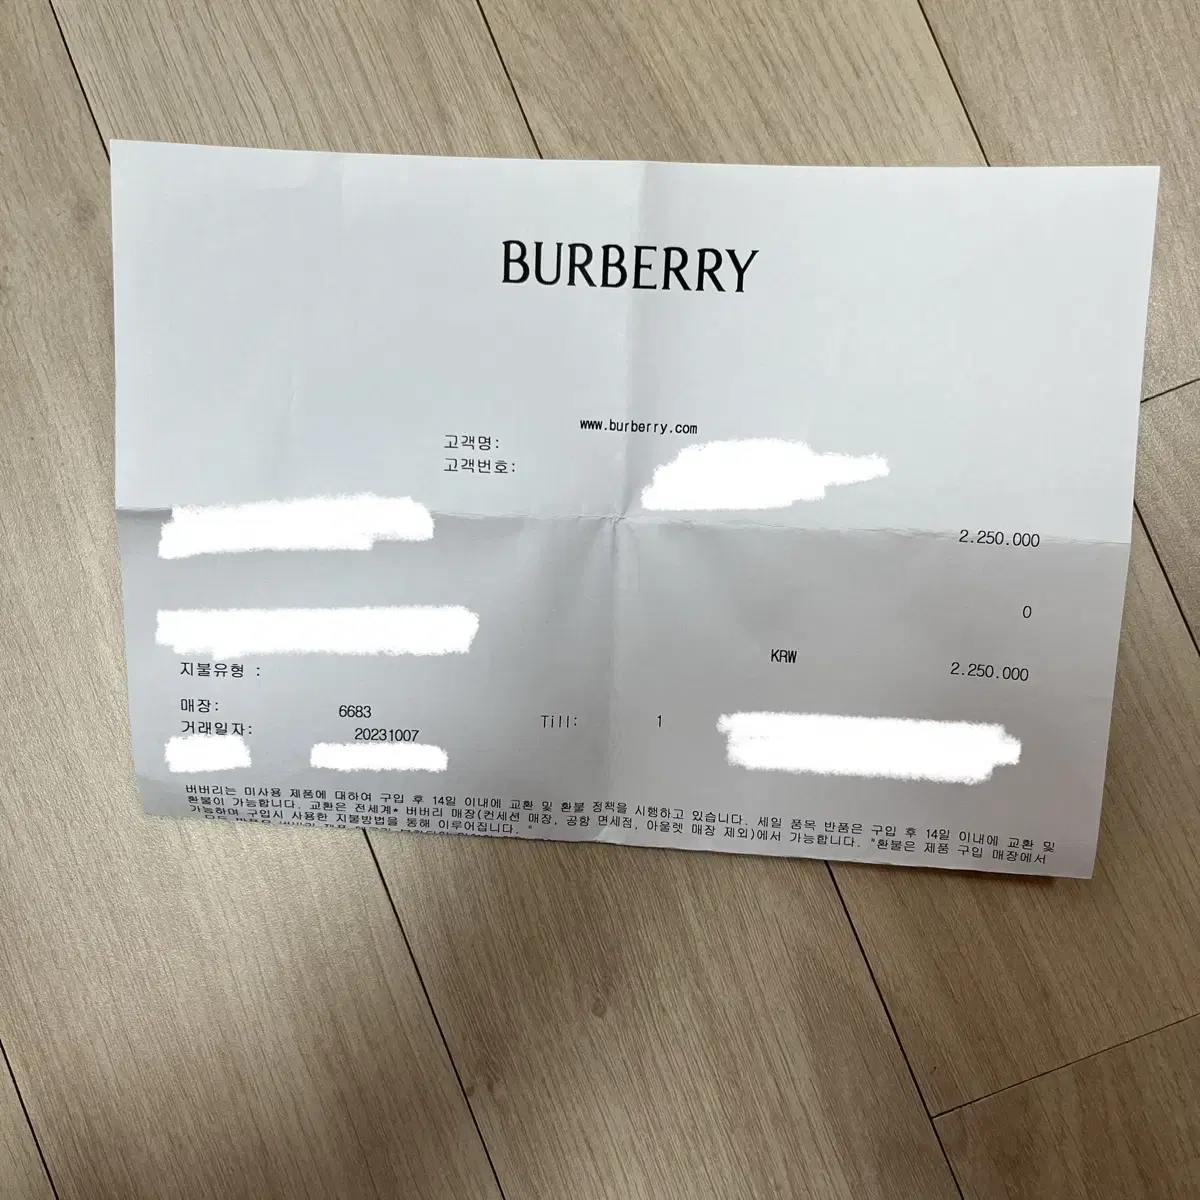 BURBERRY
www.burberry.com
고객명:
고객번호:
2.250.000
0
KRW 2.250.000
지불유형 :
매장: 6683 Till: 1
거래일자: 20231007
버버리는 미사용 제품에 대하여 구입 후 14일 이내에 교환 및 환불 정책을 시행하고 있습니다. 세일 품목 반품은 구입 후 14일 이내에 교환 및
환불이 가능합니다. 교환은 전세계* 버버리 매장(컨세션 매장, 공항 면세점, 아울렛 매장 제외)에서 가능합니다. "환불은 제품 구입 매장에서
가능하며 구입시 사용한 지불방법을 통해 이루어집니다. "